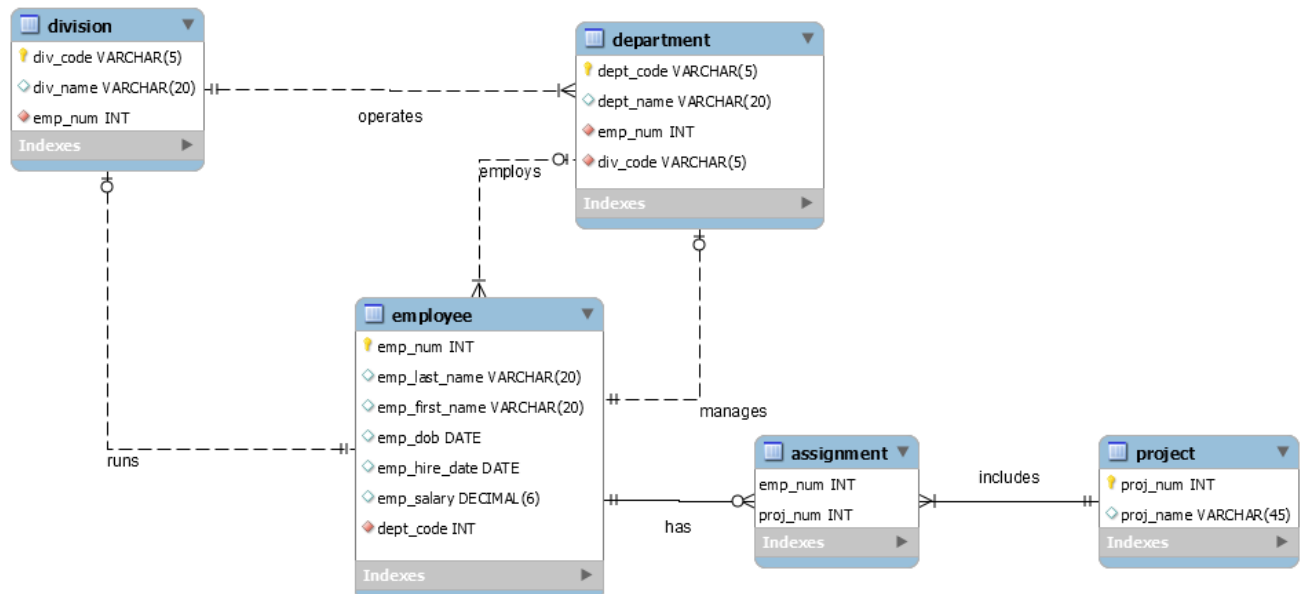 division
div_code VARCHAR(5)
div_name VARCHAR(20)
emp_num INT
Indexes
operates
department
dept_code VARCHAR(5)
dept_name VARCHAR(20)
emp_num INT
div_code VARCHAR(5)
Indexes
employs
runs
employee
emp_num INT
emp_last_name VARCHAR(20)
emp_first_name VARCHAR(20)
emp_dob DATE
emp_hire_date DATE
emp_salary DECIMAL(6)
dept_code INT
Indexes
manages
has
assignment
emp_num INT
proj_num INT
Indexes
includes
project
proj_num INT
proj_name VARCHAR(45)
Indexes